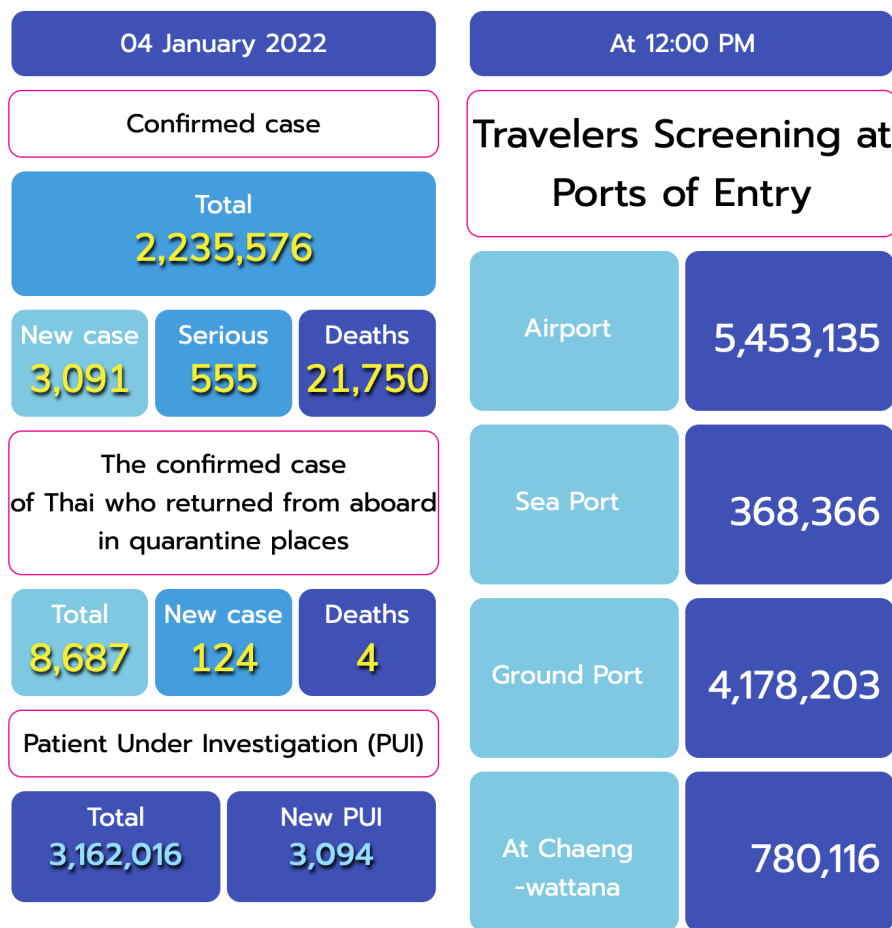 04 January 2022
Confirmed case
Total
2,235,576
New case
3,091
Serious
555
Deaths
21,750
The confirmed case
of Thai who returned from aboard
in quarantine places
Total
8,687
New case
124
Deaths
4
Patient Under Investigation (PUI)
Total
3,162,016
New PUI
3,094
At 12:00 PM
Travelers Screening at
Ports of Entry
Airport
5,453,135
Sea Port
368,366
Ground Port
4,178,203
At Chaeng
-wattana
780,116